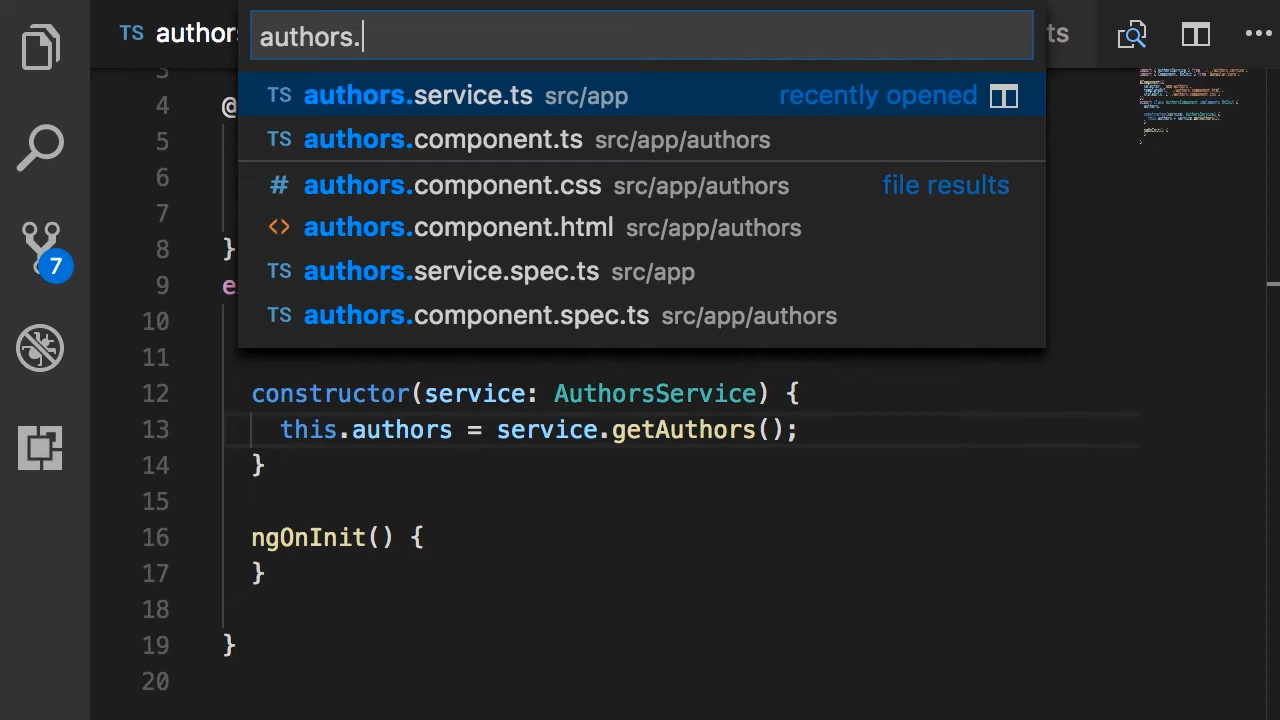 TS authors
authors.
ts
TS authors.service.ts src/app recently opened
TS authors.component.ts src/app/authors
# authors.component.css src/app/authors file results
<> authors.component.html src/app/authors
TS authors.service.spec.ts src/app
TS authors.component.spec.ts src/app/authors
7
3
4 @
5
6
7
8 }
9 e
10
11
12 constructor(service: AuthorsService) {
13 this.authors = service.getAuthors();
14 }
15
16 ngOnInit() {
17 }
18
19 }
20